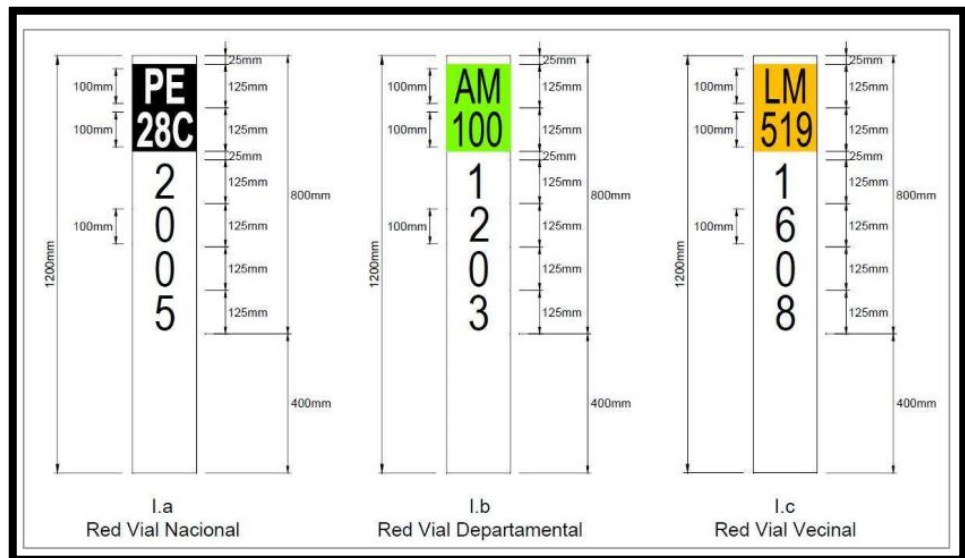 PE
28C
2
0
0
5
1200mm
100mm
100mm
100mm
25mm
125mm
125mm
25mm
125mm
125mm
125mm
125mm
800mm
400mm
I.a
Red Vial Nacional
AM
100
1
2
0
3
1200mm
100mm
100mm
100mm
25mm
125mm
125mm
25mm
125mm
125mm
125mm
125mm
800mm
400mm
I.b
Red Vial Departamental
LM
519
1
6
0
8
1200mm
100mm
100mm
100mm
25mm
125mm
125mm
25mm
125mm
125mm
125mm
125mm
800mm
400mm
I.c
Red Vial Vecinal